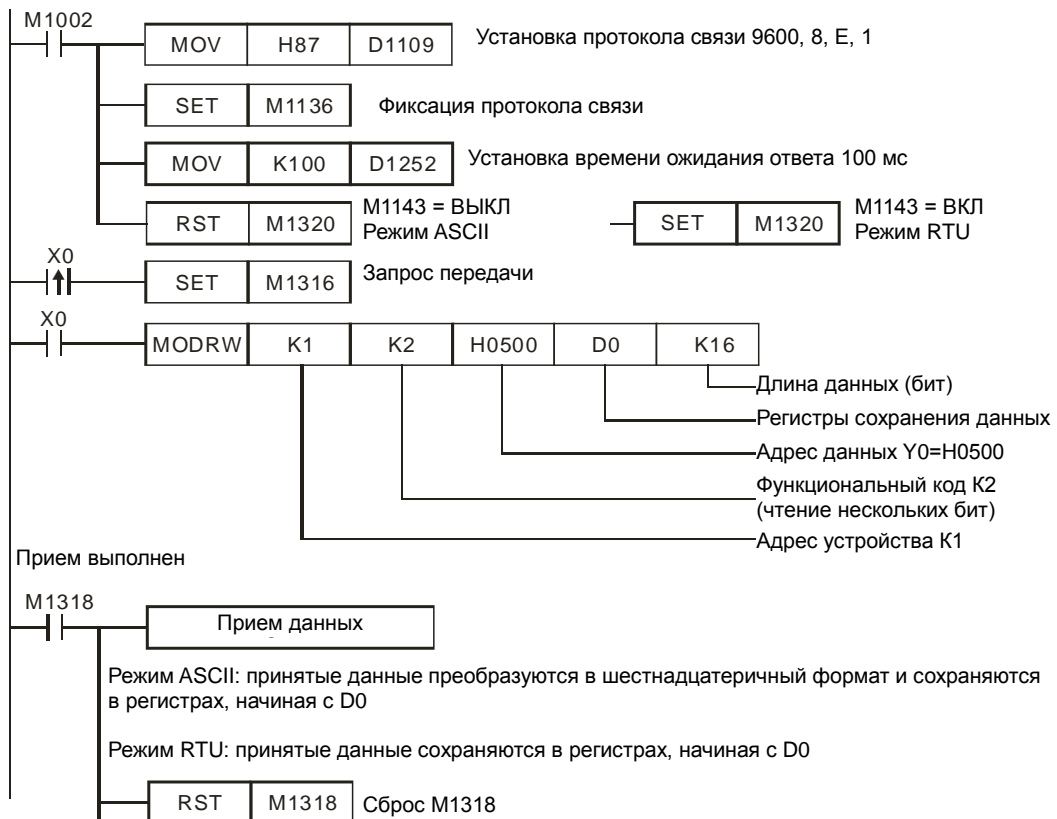 M1002
MOV H87 D1109 Установка протокола связи 9600, 8, E, 1
SET M1136 Фиксация протокола связи
MOV K100 D1252 Установка времени ожидания ответа 100 мс
RST M1320 M1143 = ВЫКЛ
Режим ASCII
SET M1320 M1143 = ВКЛ
Режим RTU
X0
SET M1316 Запрос передачи
X0
MODRW K1 K2 H0500 D0 K16
Длина данных (бит)
Регистры сохранения данных
Адрес данных Y0=H0500
Функциональный код К2
(чтение нескольких бит)
Адрес устройства К1
Прием выполнен
M1318
Прием данных
Режим ASCII: принятые данные преобразуются в шестнадцатеричный формат и сохраняются
в регистрах, начиная с D0
Режим RTU: принятые данные сохраняются в регистрах, начиная с D0
RST M1318 Сброс M1318